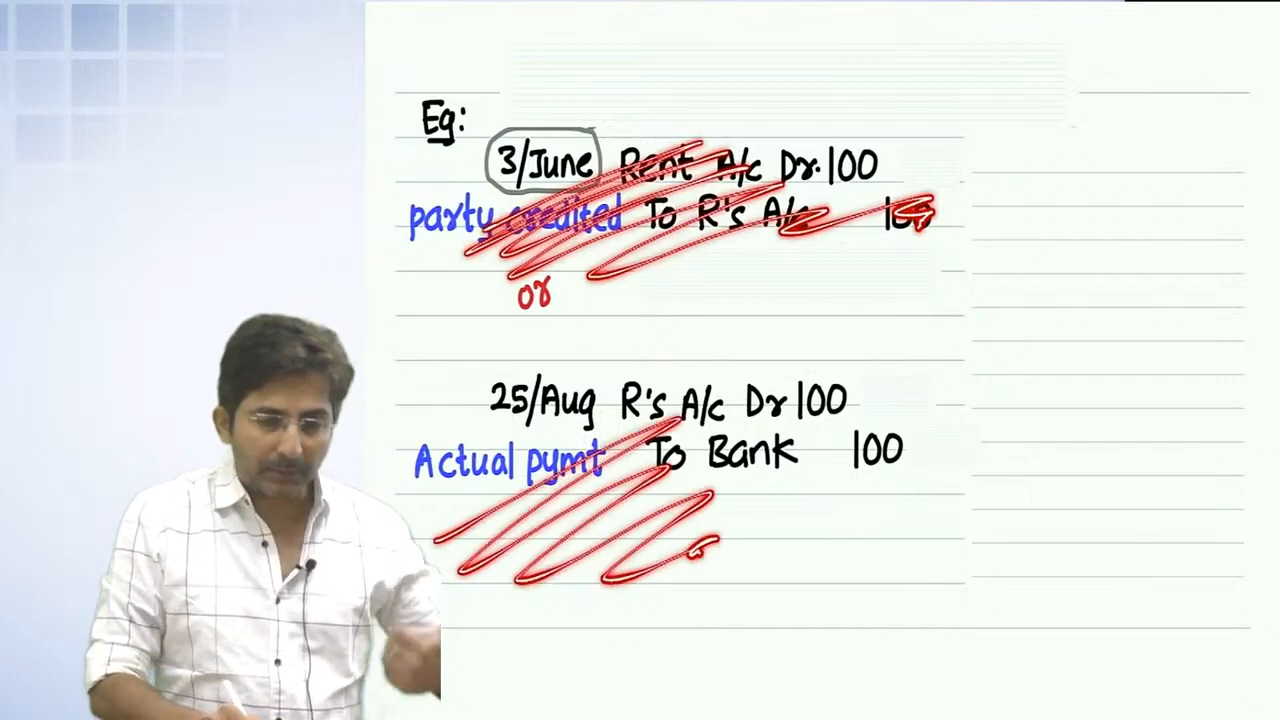 Eg:
3/June Rent A/c Dr. 100
party credited To R's A/c 100
or
25/Aug R's A/c Dr 100
Actual pymt To Bank 100